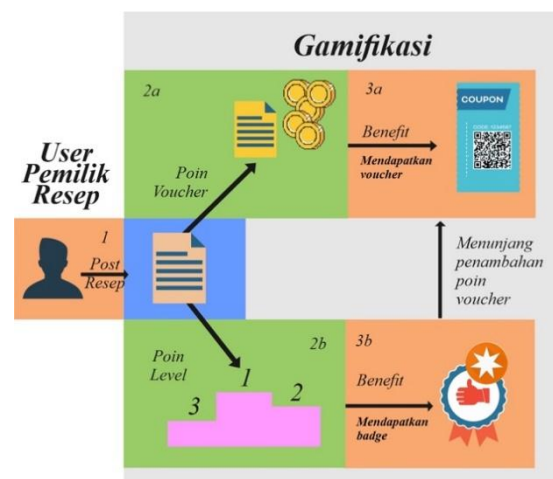 Gamifikasi
User
Pemilik
Resep
1
Post
Resep
2a
Poin
Voucher
3a
Benefit
Mendapatkan
voucher
COUPON
Menunjang
penambahan
poin
voucher
Poin
Level
2b
1
2
3
3b
Benefit
Mendapatkan
badge